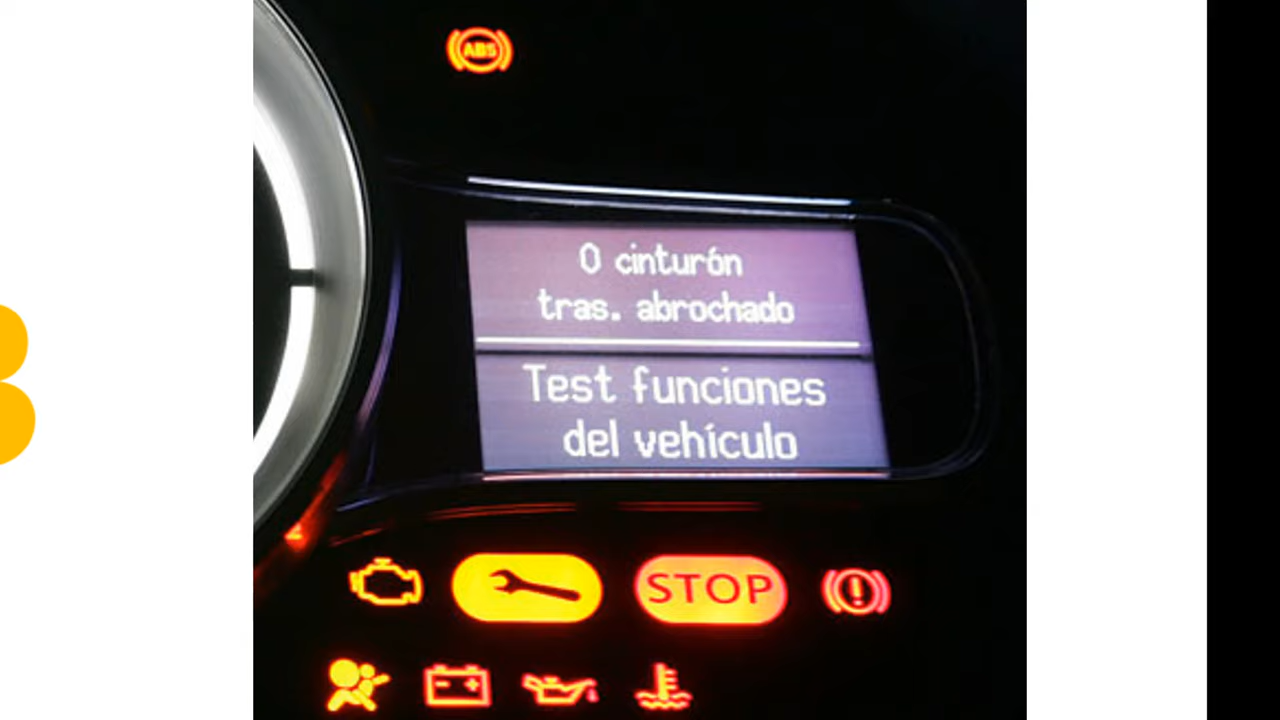 ABS
0 cinturón
tras. abrochado
Test funciones
del vehículo
STOP